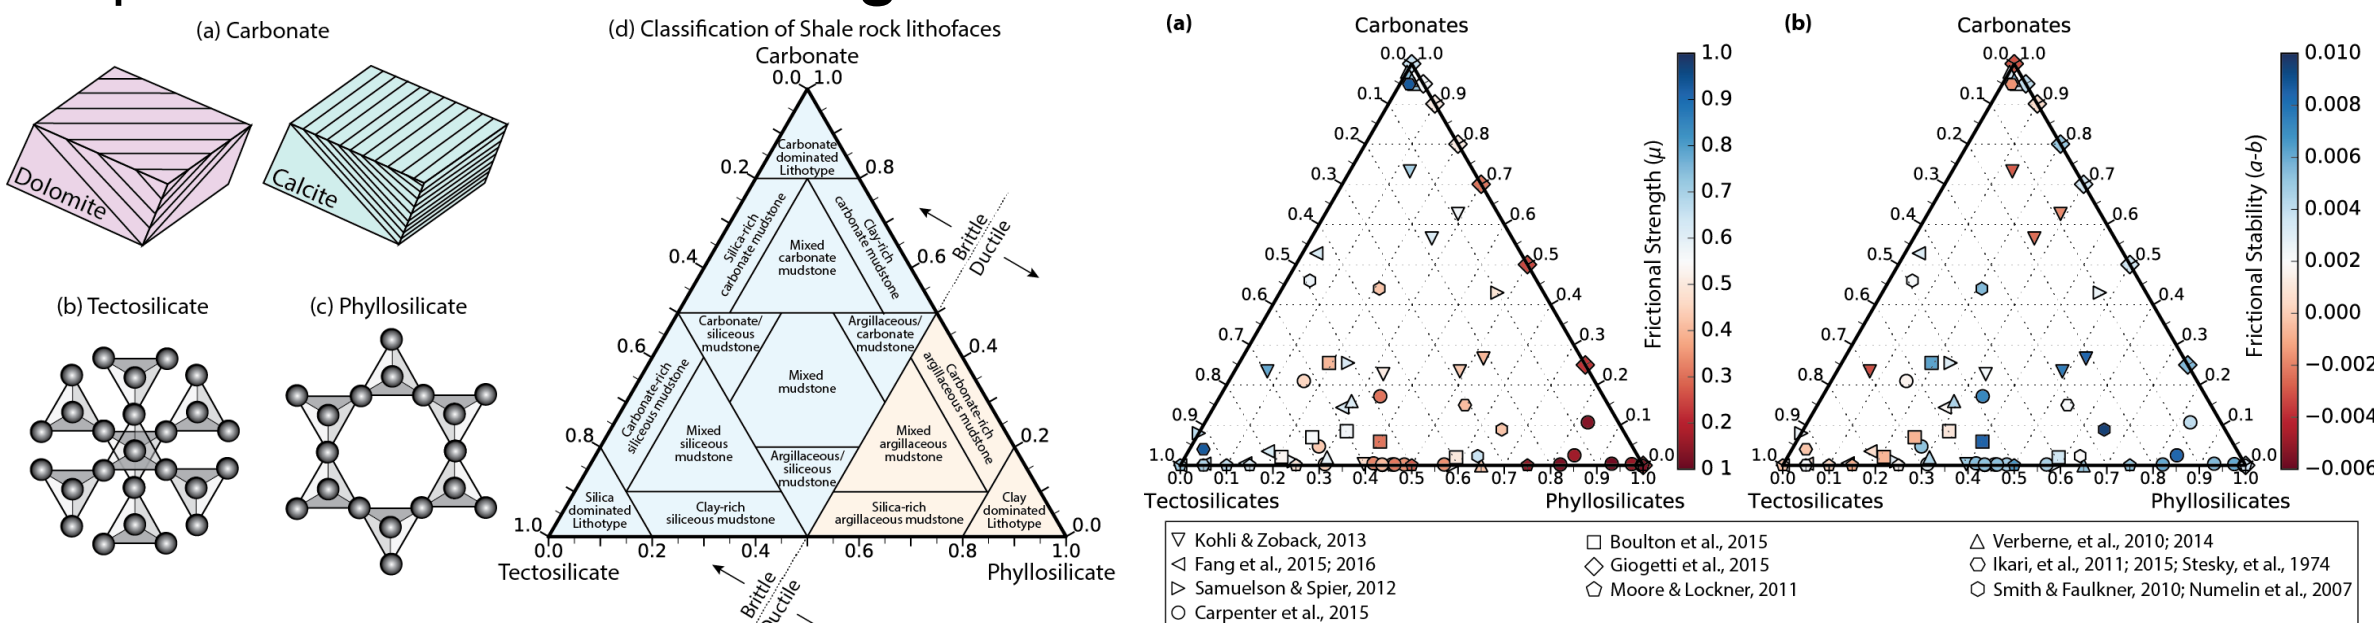 (a) Carbonate
Dolomite
Calcite
(b) Tectosilicate
(c) Phyllosilicate
(d) Classification of Shale rock lithofaces
Carbonate
0.0 1.0
Carbonate
dominated
Lithotype
0.2
0.8
Silica-rich
carbonate mudstone
Clay-rich
carbonate mudstone
Mixed
carbonate
mudstone
0.4
0.6
Brittle
Ductile
Carbonate/
siliceous
mudstone
Argillaceous/
carbonate
mudstone
0.6
0.4
Mixed
mudstone
Carbonate-rich
siliceous mudstone
Carbonate-rich
argillaceous mudstone
0.8
0.2
Mixed
siliceous
mudstone
Mixed
argillaceous
mudstone
Argillaceous/
siliceous
mudstone
Silica
dominated
Lithotype
Clay-rich
siliceous mudstone
Silica-rich
argillaceous mudstone
Clay
dominated
Lithotype
1.0
0.0
0.0 0.2 0.4 0.6 0.8 1.0
Tectosilicate
Phyllosilicate
Brittle
(a)
Carbonates
0.0 1.0
0.1 0.9
0.2 0.8
0.3 0.7
0.4 0.6
0.5 0.5
0.6 0.4
0.7 0.3
0.8 0.2
0.9 0.1
1.0 0.0
0.0 0.1 0.2 0.3 0.4 0.5 0.6 0.7 0.8 0.9 1.0
Tectosilicates
Phyllosilicates
Frictional Strength (μ)
1.0
0.9
0.8
0.7
0.6
0.5
0.4
0.3
0.2
0.1
(b)
Carbonates
0.0 1.0
0.1 0.9
0.2 0.8
0.3 0.7
0.4 0.6
0.5 0.5
0.6 0.4
0.7 0.3
0.8 0.2
0.9 0.1
1.0 0.0
0.0 0.1 0.2 0.3 0.4 0.5 0.6 0.7 0.8 0.9 1.0
Tectosilicates
Phyllosilicates
Frictional Stability (a-b)
0.010
0.008
0.006
0.004
0.002
0.000
−0.002
−0.004
−0.006
Kohli & Zoback, 2013
Fang et al., 2015; 2016
Samuelson & Spier, 2012
Carpenter et al., 2015
Boulton et al., 2015
Giogetti et al., 2015
Moore & Lockner, 2011
Verberne, et al., 2010; 2014
Ikari, et al., 2011; 2015; Stesky, et al., 1974
Smith & Faulkner, 2010; Numelin et al., 2007